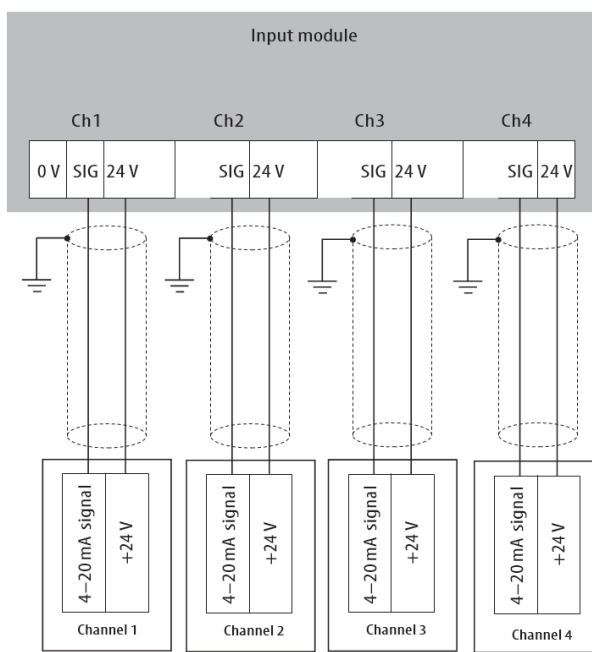 Input module
Ch1 Ch2 Ch3 Ch4
0 V SIG 24 V SIG 24 V SIG 24 V SIG 24 V
4–20 mA signal +24 V 4–20 mA signal +24 V 4–20 mA signal +24 V 4–20 mA signal +24 V
Channel 1 Channel 2 Channel 3 Channel 4